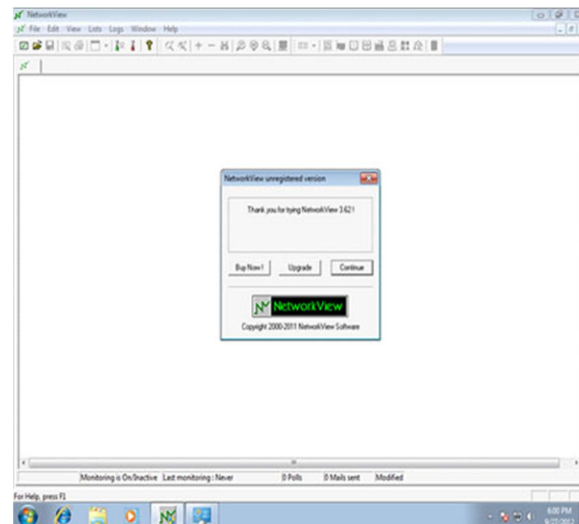 NetworkView
File Edit View Lists Logs Window Help
NetworkView unregistered version
Thank you for trying NetworkView 3.62!
Buy Now! Upgrade Continue
NetworkView
Copyright 2000-2011 NetworkView Software
Monitoring is On/Inactive Last monitoring : Never 0 Polls 0 Mails sent Modified
For Help, press F1
6:00 PM